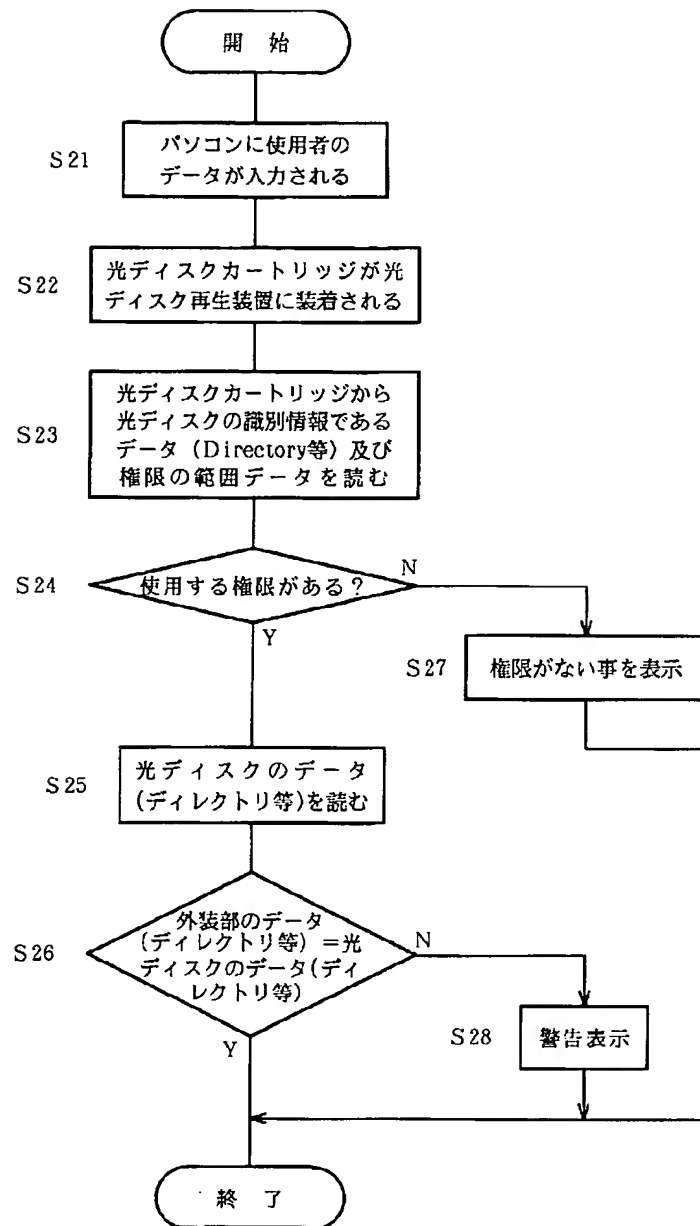 開 始
S21
パソコンに使用者の
データが入力される
S22
光ディスクカートリッジが光
ディスク再生装置に装着される
S23
光ディスクカートリッジから
光ディスクの識別情報である
データ(Directory等)及び
権限の範囲データを読む
S24
使用する権限がある?
N
Y
S27
権限がない事を表示
S25
光ディスクのデータ
(ディレクトリ等)を読む
S26
外装部のデータ
(ディレクトリ等)=光
ディスクのデータ(ディ
レクトリ等)
N
Y
S28
警告表示
終 了